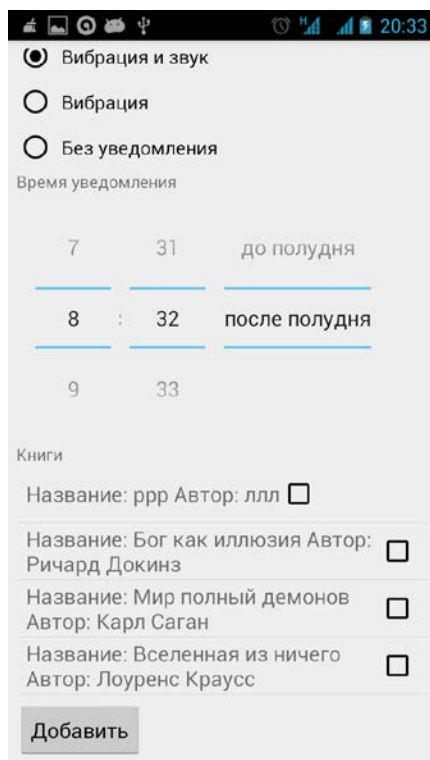 H 20:33
Вибрация и звук
Вибрация
Без уведомления
Время уведомления
7 31 до полудня
8 : 32 после полудня
9 33
Книги
Название: ррр Автор: ллл
Название: Бог как иллюзия Автор:
Ричард Докинз
Название: Мир полный демонов
Автор: Карл Саган
Название: Вселенная из ничего
Автор: Лоуренс Краусс
Добавить